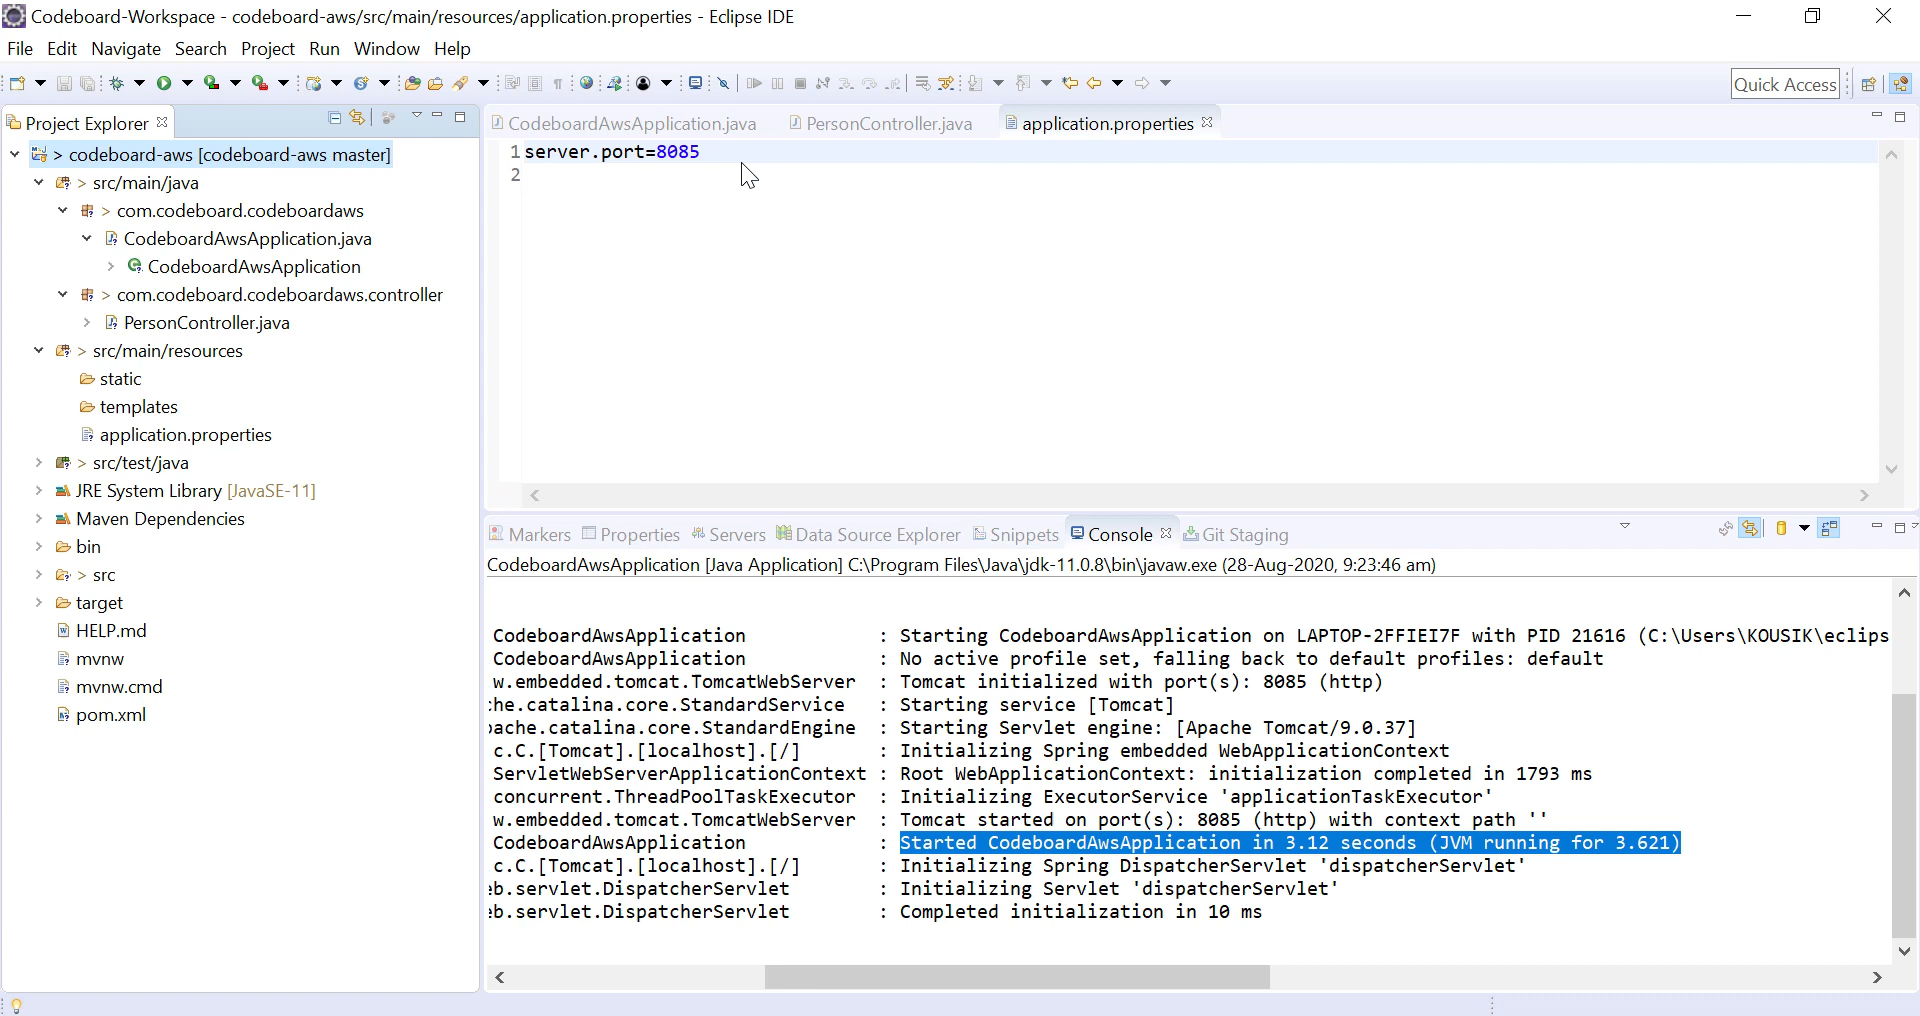 Codeboard-Workspace - codeboard-aws/src/main/resources/application.properties - Eclipse IDE
File Edit Navigate Search Project Run Window Help
Quick Access
Project Explorer
> codeboard-aws [codeboard-aws master]
> src/main/java
> com.codeboard.codeboardaws
CodeboardAwsApplication.java
CodeboardAwsApplication
> com.codeboard.codeboardaws.controller
PersonController.java
> src/main/resources
static
templates
application.properties
> src/test/java
JRE System Library [JavaSE-11]
Maven Dependencies
bin
> src
target
HELP.md
mvnw
mvnw.cmd
pom.xml
CodeboardAwsApplication.java PersonController.java application.properties
1 server.port=8085
2
Markers Properties Servers Data Source Explorer Snippets Console Git Staging
CodeboardAwsApplication [Java Application] C:\Program Files\Java\jdk-11.0.8\bin\javaw.exe (28-Aug-2020, 9:23:46 am)
CodeboardAwsApplication : Starting CodeboardAwsApplication on LAPTOP-2FFIEI7F with PID 21616 (C:\Users\KOUSIK\eclips
CodeboardAwsApplication : No active profile set, falling back to default profiles: default
w.embedded.tomcat.TomcatWebServer : Tomcat initialized with port(s): 8085 (http)
he.catalina.core.StandardService : Starting service [Tomcat]
ache.catalina.core.StandardEngine : Starting Servlet engine: [Apache Tomcat/9.0.37]
c.C.[Tomcat].[localhost].[/] : Initializing Spring embedded WebApplicationContext
ServletWebServerApplicationContext : Root WebApplicationContext: initialization completed in 1793 ms
concurrent.ThreadPoolTaskExecutor : Initializing ExecutorService 'applicationTaskExecutor'
w.embedded.tomcat.TomcatWebServer : Tomcat started on port(s): 8085 (http) with context path ''
CodeboardAwsApplication : Started CodeboardAwsApplication in 3.12 seconds (JVM running for 3.621)
c.C.[Tomcat].[localhost].[/] : Initializing Spring DispatcherServlet 'dispatcherServlet'
b.servlet.DispatcherServlet : Initializing Servlet 'dispatcherServlet'
b.servlet.DispatcherServlet : Completed initialization in 10 ms